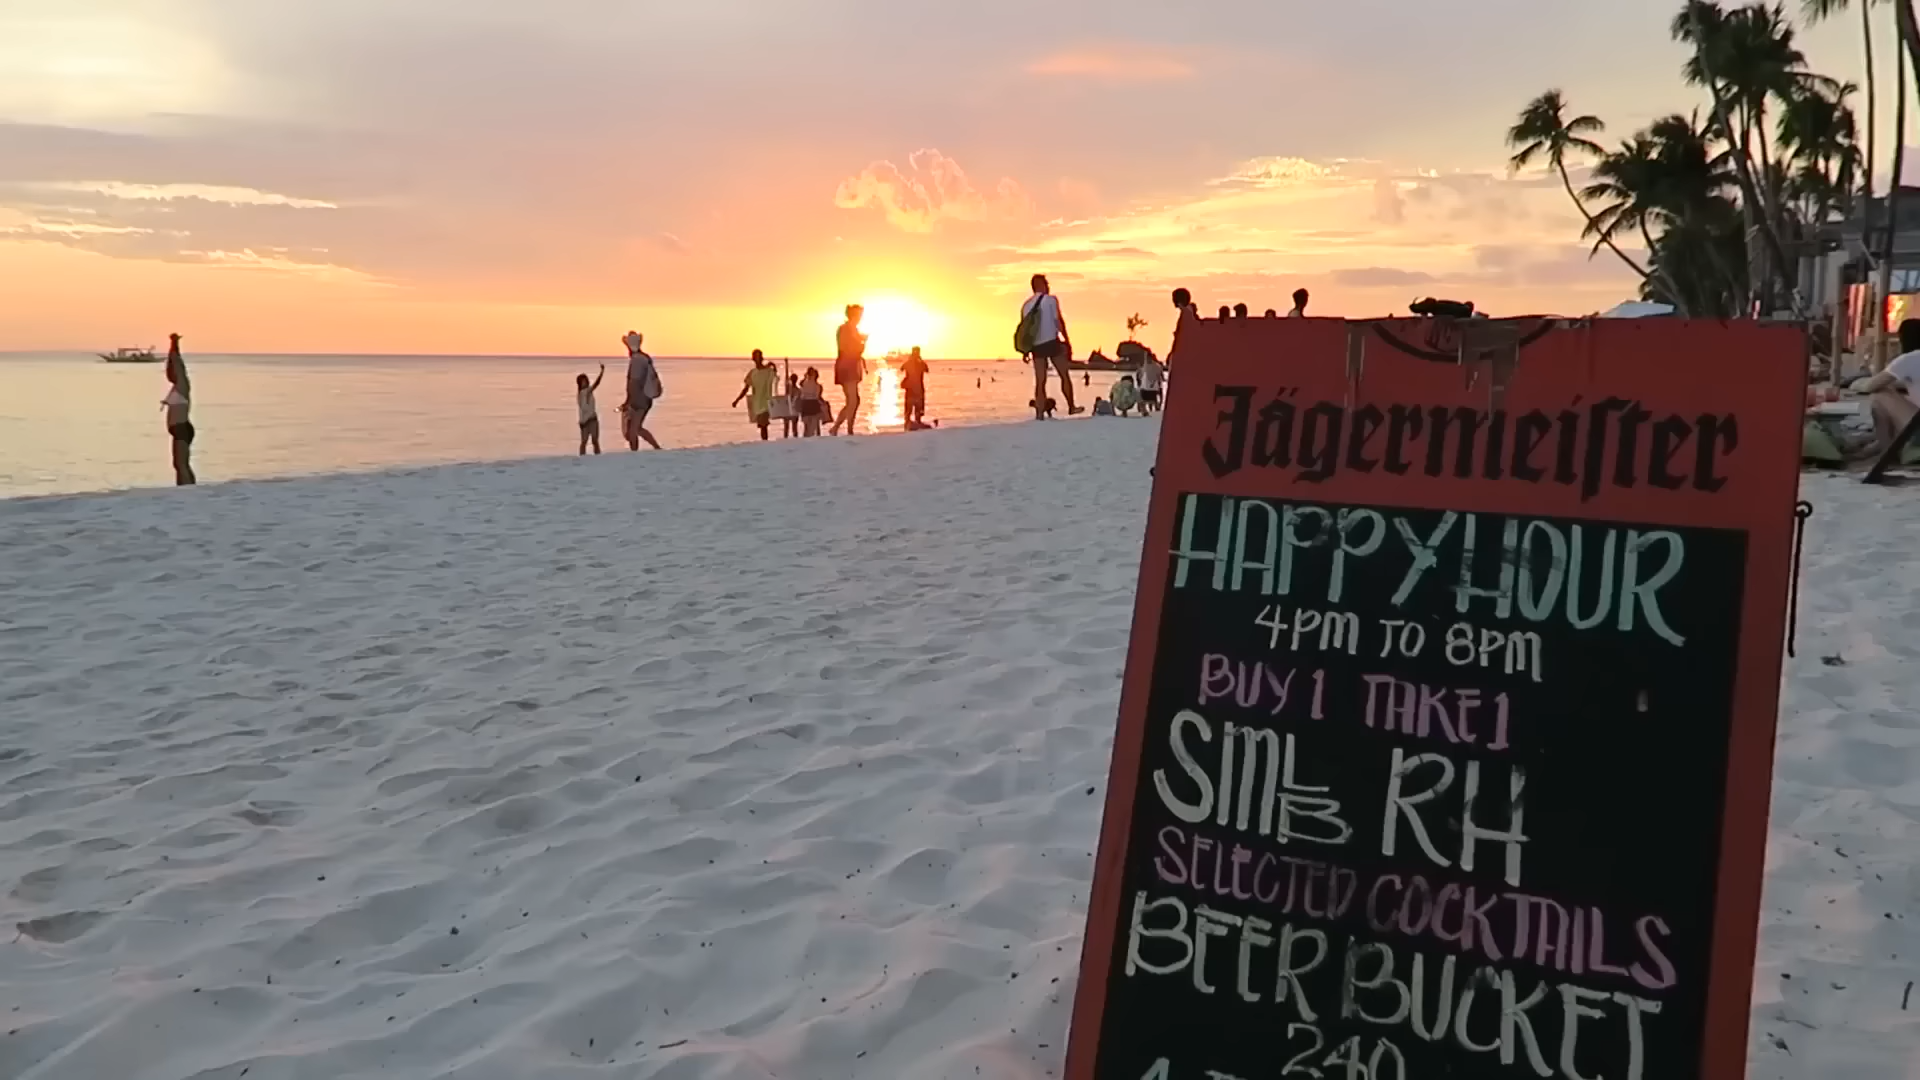 Jägermeiſter
HAPPY HOUR
4PM TO 8PM
BUY 1 TAKE 1
SML
B RH
SELECTED COCKTAILS
BEER BUCKET
240